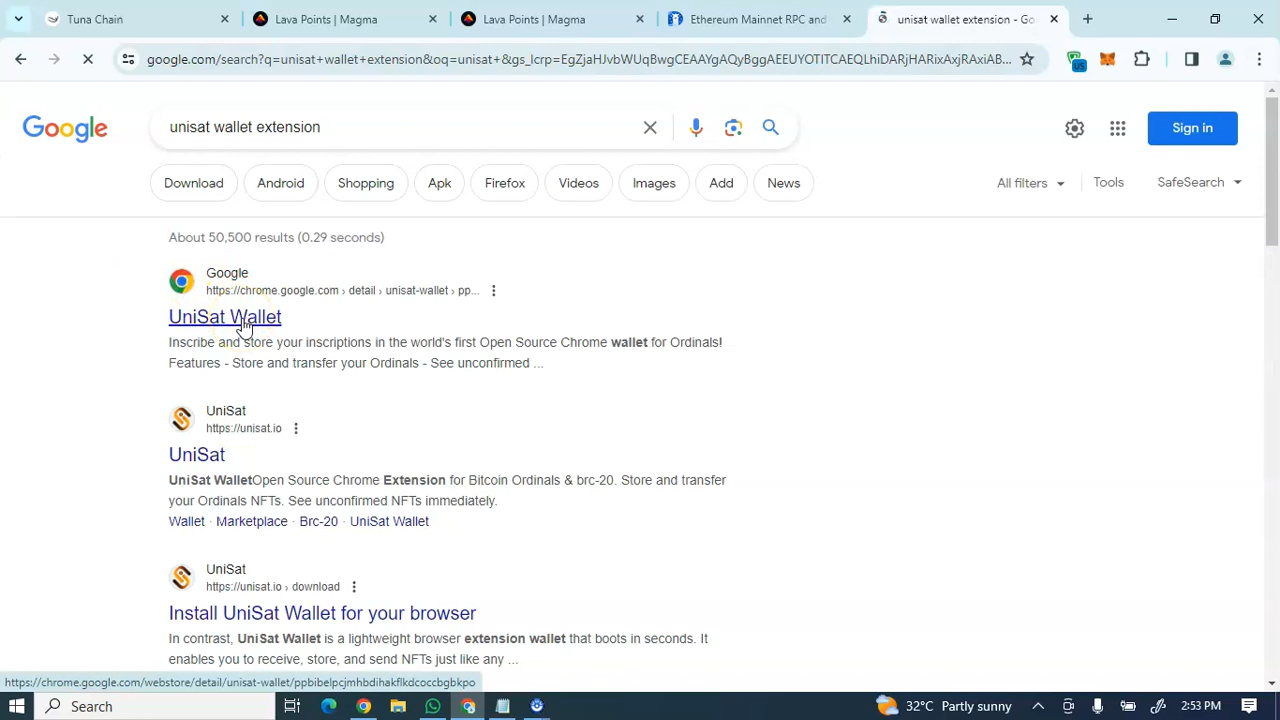 Tuna Chain
Lava Points | Magma
Lava Points | Magma
Ethereum Mainnet RPC and
unisat wallet extension - Go
google.com/search?q=unisat+wallet+extension&oq=unisat+&gs_lcrp=EgZjaHJvbWUqBwgCEAAYgAQyBggAEEUYOTITCAEQLhiDARjHARixAxjRAxiAB...
US
Google
unisat wallet extension
Sign in
Download
Android
Shopping
Apk
Firefox
Videos
Images
Add
News
All filters
Tools
SafeSearch
About 50,500 results (0.29 seconds)
Google
https://chrome.google.com › detail › unisat-wallet › pp...
UniSat Wallet
Inscribe and store your inscriptions in the world's first Open Source Chrome wallet for Ordinals!
Features - Store and transfer your Ordinals - See unconfirmed ...
UniSat
https://unisat.io
UniSat
UniSat WalletOpen Source Chrome Extension for Bitcoin Ordinals & brc-20. Store and transfer
your Ordinals NFTs. See unconfirmed NFTs immediately.
Wallet · Marketplace · Brc-20 · UniSat Wallet
UniSat
https://unisat.io › download
Install UniSat Wallet for your browser
In contrast, UniSat Wallet is a lightweight browser extension wallet that boots in seconds. It
enables you to receive, store, and send NFTs just like any ...
https://chrome.google.com/webstore/detail/unisat-wallet/ppbibelpcjmhbdihakflkdcoccbgbkpo
Search
32°C Partly sunny
2:53 PM